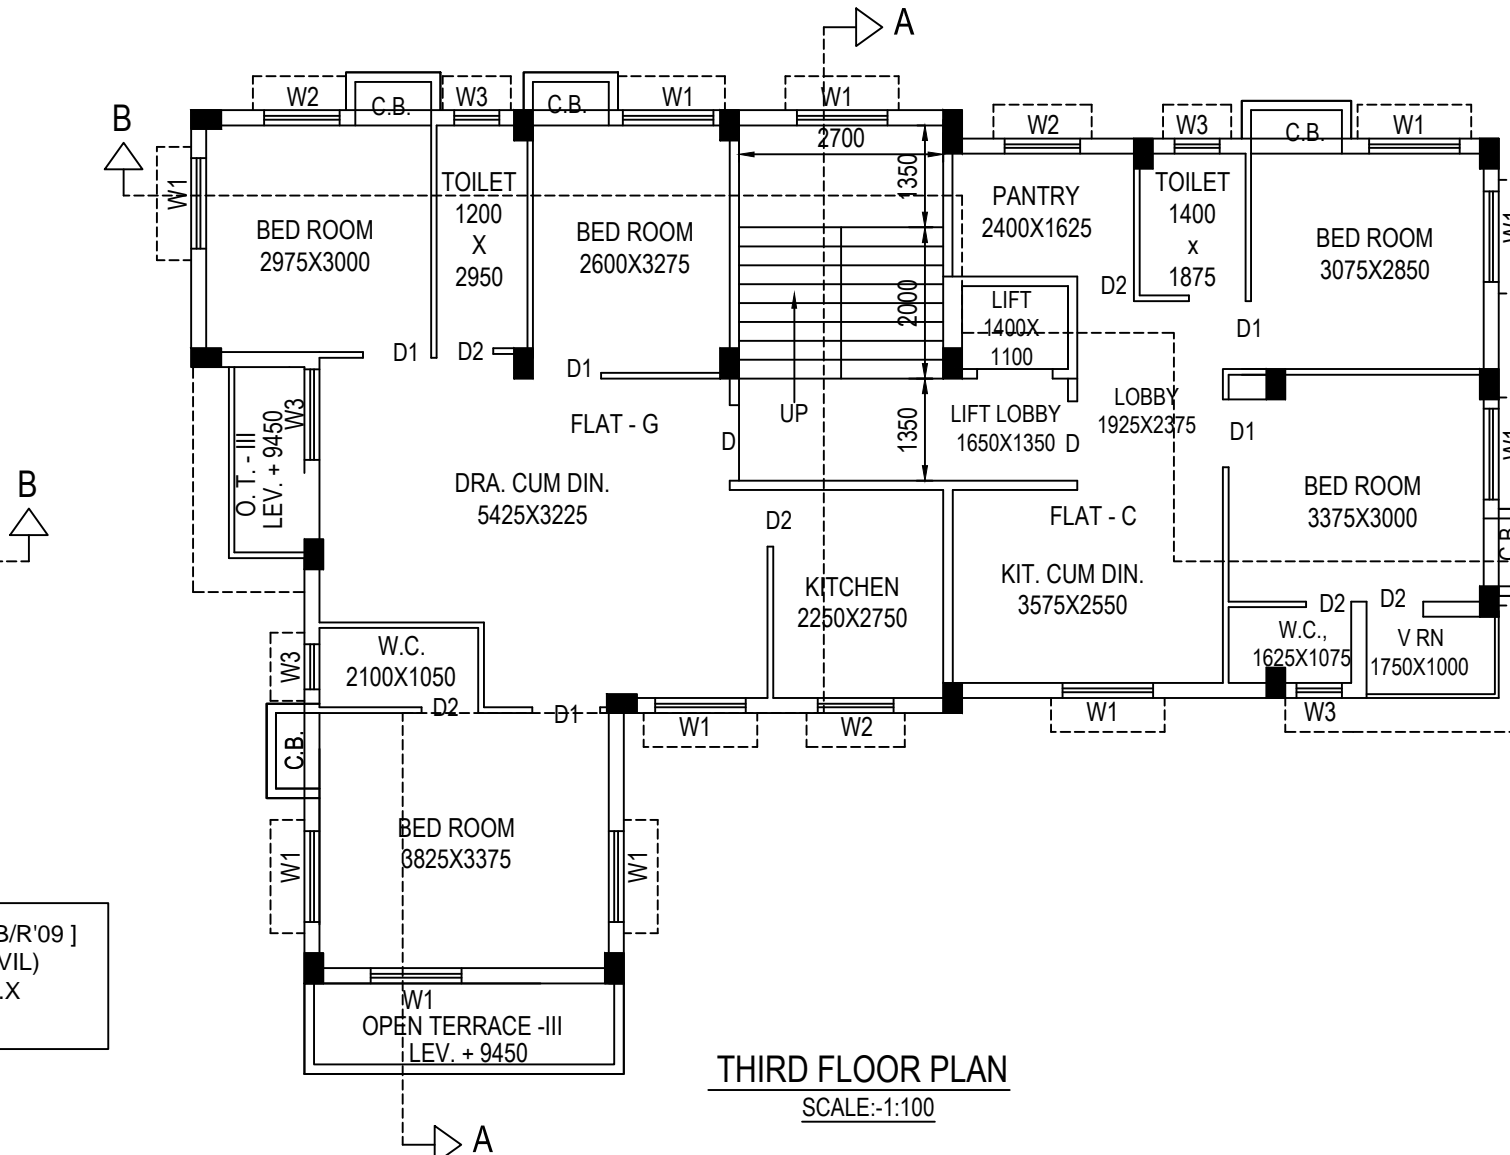 A
W2
C.B.
W3
C.B.
W1
W1
B
W2
W3
C.B.
W1
2700
1350
W1
BED ROOM
2975X3000
TOILET
1200
X
2950
BED ROOM
2600X3275
PANTRY
2400X1625
TOILET
1400
x
1875
BED ROOM
3075X2850
W1
D2
LIFT
1400X
1100
2000
D1
D1
D2
D1
W3
O. T. - III
LEV. + 9450
FLAT - G
UP
D
1350
LIFT LOBBY
1650X1350
D
LOBBY
1925X2375
D1
W1
B
DRA. CUM DIN.
5425X3225
D2
FLAT - C
BED ROOM
3375X3000
C.B.
KITCHEN
2250X2750
KIT. CUM DIN.
3575X2550
D2
D2
W3
W.C.
2100X1050
W.C.,
1625X1075
V RN
1750X1000
D2
D1
W1
W2
W1
W3
C.B.
BED ROOM
3825X3375
W1
W1
B/R'09 ]
VIL)
.X
W1
OPEN TERRACE -III
LEV. + 9450
THIRD FLOOR PLAN
SCALE:-1:100
A